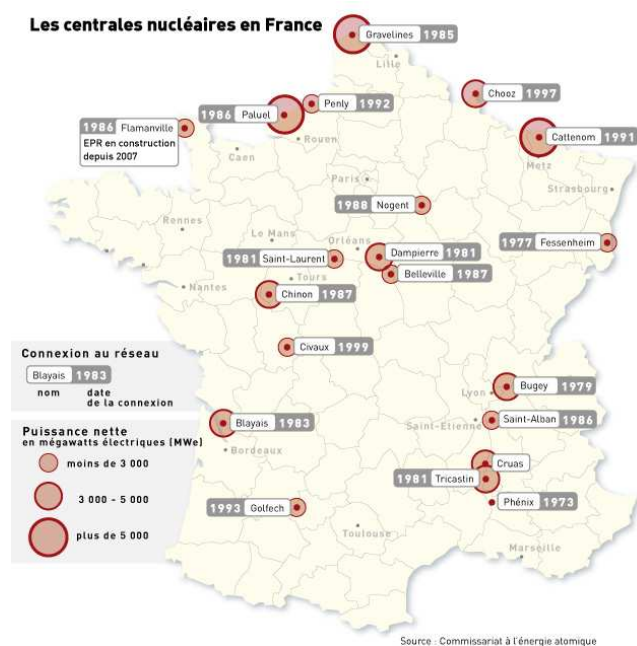 Les centrales nucléaires en France
Gravelines 1985
Lille
Chooz 1997
1986 Paluel
Penly 1992
1986 Flamanville
EPR en construction
depuis 2007
Rouen
Caen
Cattenom 1991
Metz
Paris
Strasbourg
1988 Nogent
Rennes
Le Mans
Orléans
1977 Fessenheim
1981 Saint-Laurent
Dampierre 1981
Belleville 1987
Tours
Nantes
Chinon 1987
Civaux 1999
Connexion au réseau
Blayais 1983
nom date
de la connexion
Bugey 1979
Lyon
Saint-Alban 1986
Saint-Etienne
Blayais 1983
Bordeaux
Puissance nette
en mégawatts électriques (MWe)
moins de 3 000
3 000 - 5 000
plus de 5 000
Cruas
1981 Tricastin
Phénix 1973
1993 Golfech
Toulouse
Marseille
Source : Commissariat à l'énergie atomique